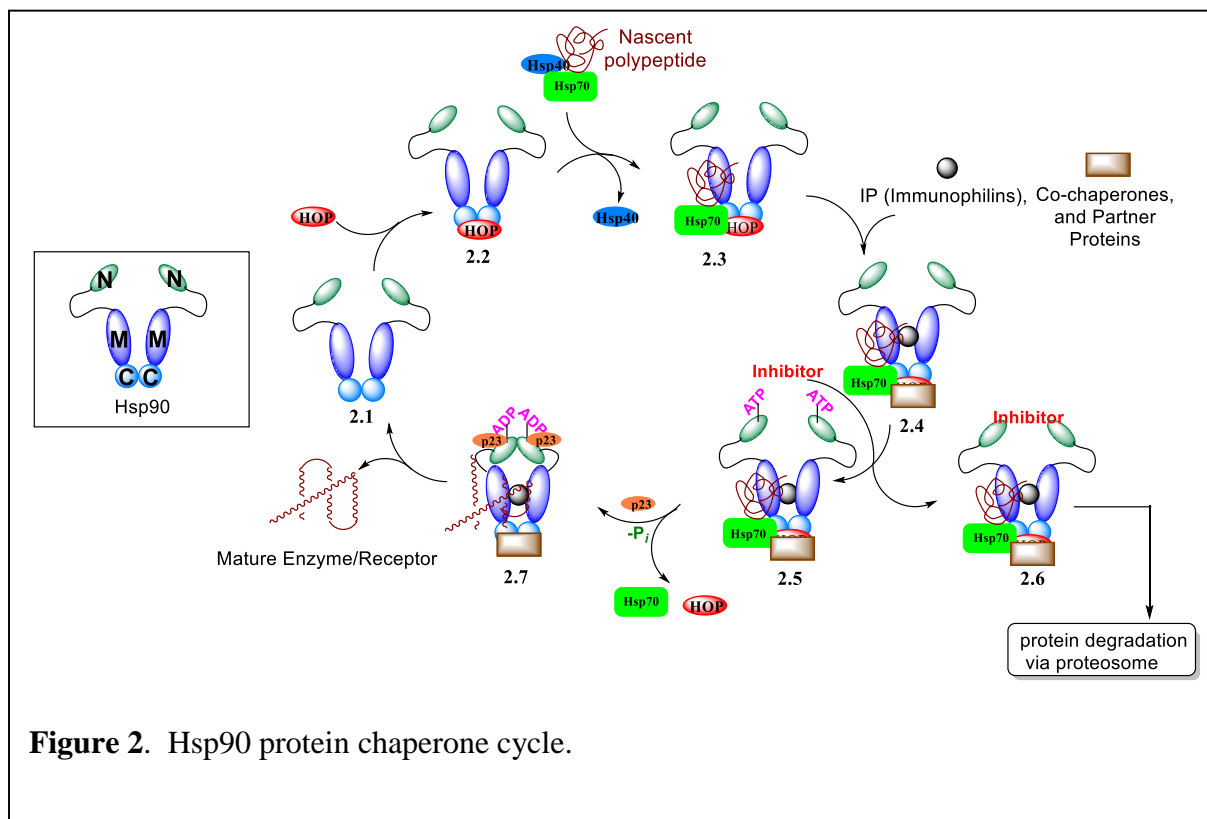 Nascent
polypeptide
Hsp40
Hsp70
HOP
HOP
2.2
Hsp40
Hsp70
HOP
2.3
IP (Immunophilins),
Co-chaperones,
and Partner
Proteins
N N
M M
C C
Hsp90
2.1
Hsp70
2.4
Inhibitor
ATP ATP
Hsp70
HOP
2.5
Inhibitor
Hsp70
HOP
2.6
ADP ADP
p23 p23
2.7
p23
-Pi
Hsp70
HOP
Mature Enzyme/Receptor
protein degradation
via proteosome
Figure 2. Hsp90 protein chaperone cycle.